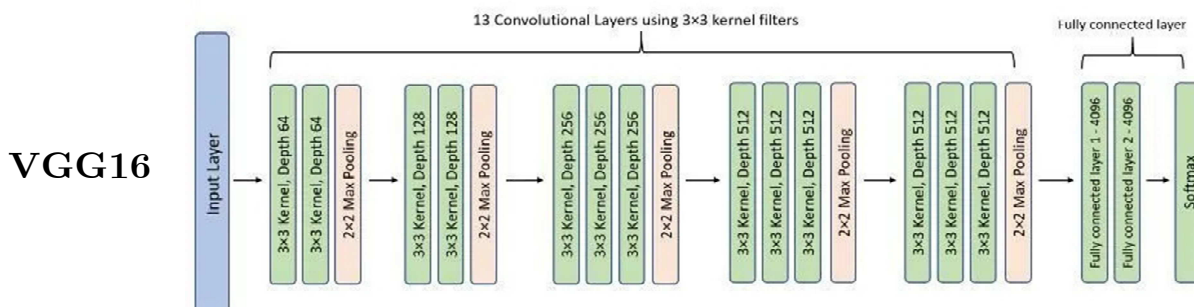 13 Convolutional Layers using 3×3 kernel filters
Fully connected layer
VGG16
Input Layer
3×3 Kernel, Depth 64
3×3 Kernel, Depth 64
2×2 Max Pooling
3×3 Kernel, Depth 128
3×3 Kernel, Depth 128
2×2 Max Pooling
3×3 Kernel, Depth 256
3×3 Kernel, Depth 256
3×3 Kernel, Depth 256
2×2 Max Pooling
3×3 Kernel, Depth 512
3×3 Kernel, Depth 512
3×3 Kernel, Depth 512
2×2 Max Pooling
3×3 Kernel, Depth 512
3×3 Kernel, Depth 512
3×3 Kernel, Depth 512
2×2 Max Pooling
Fully connected layer 1 - 4096
Fully connected layer 2 - 4096
Softmax